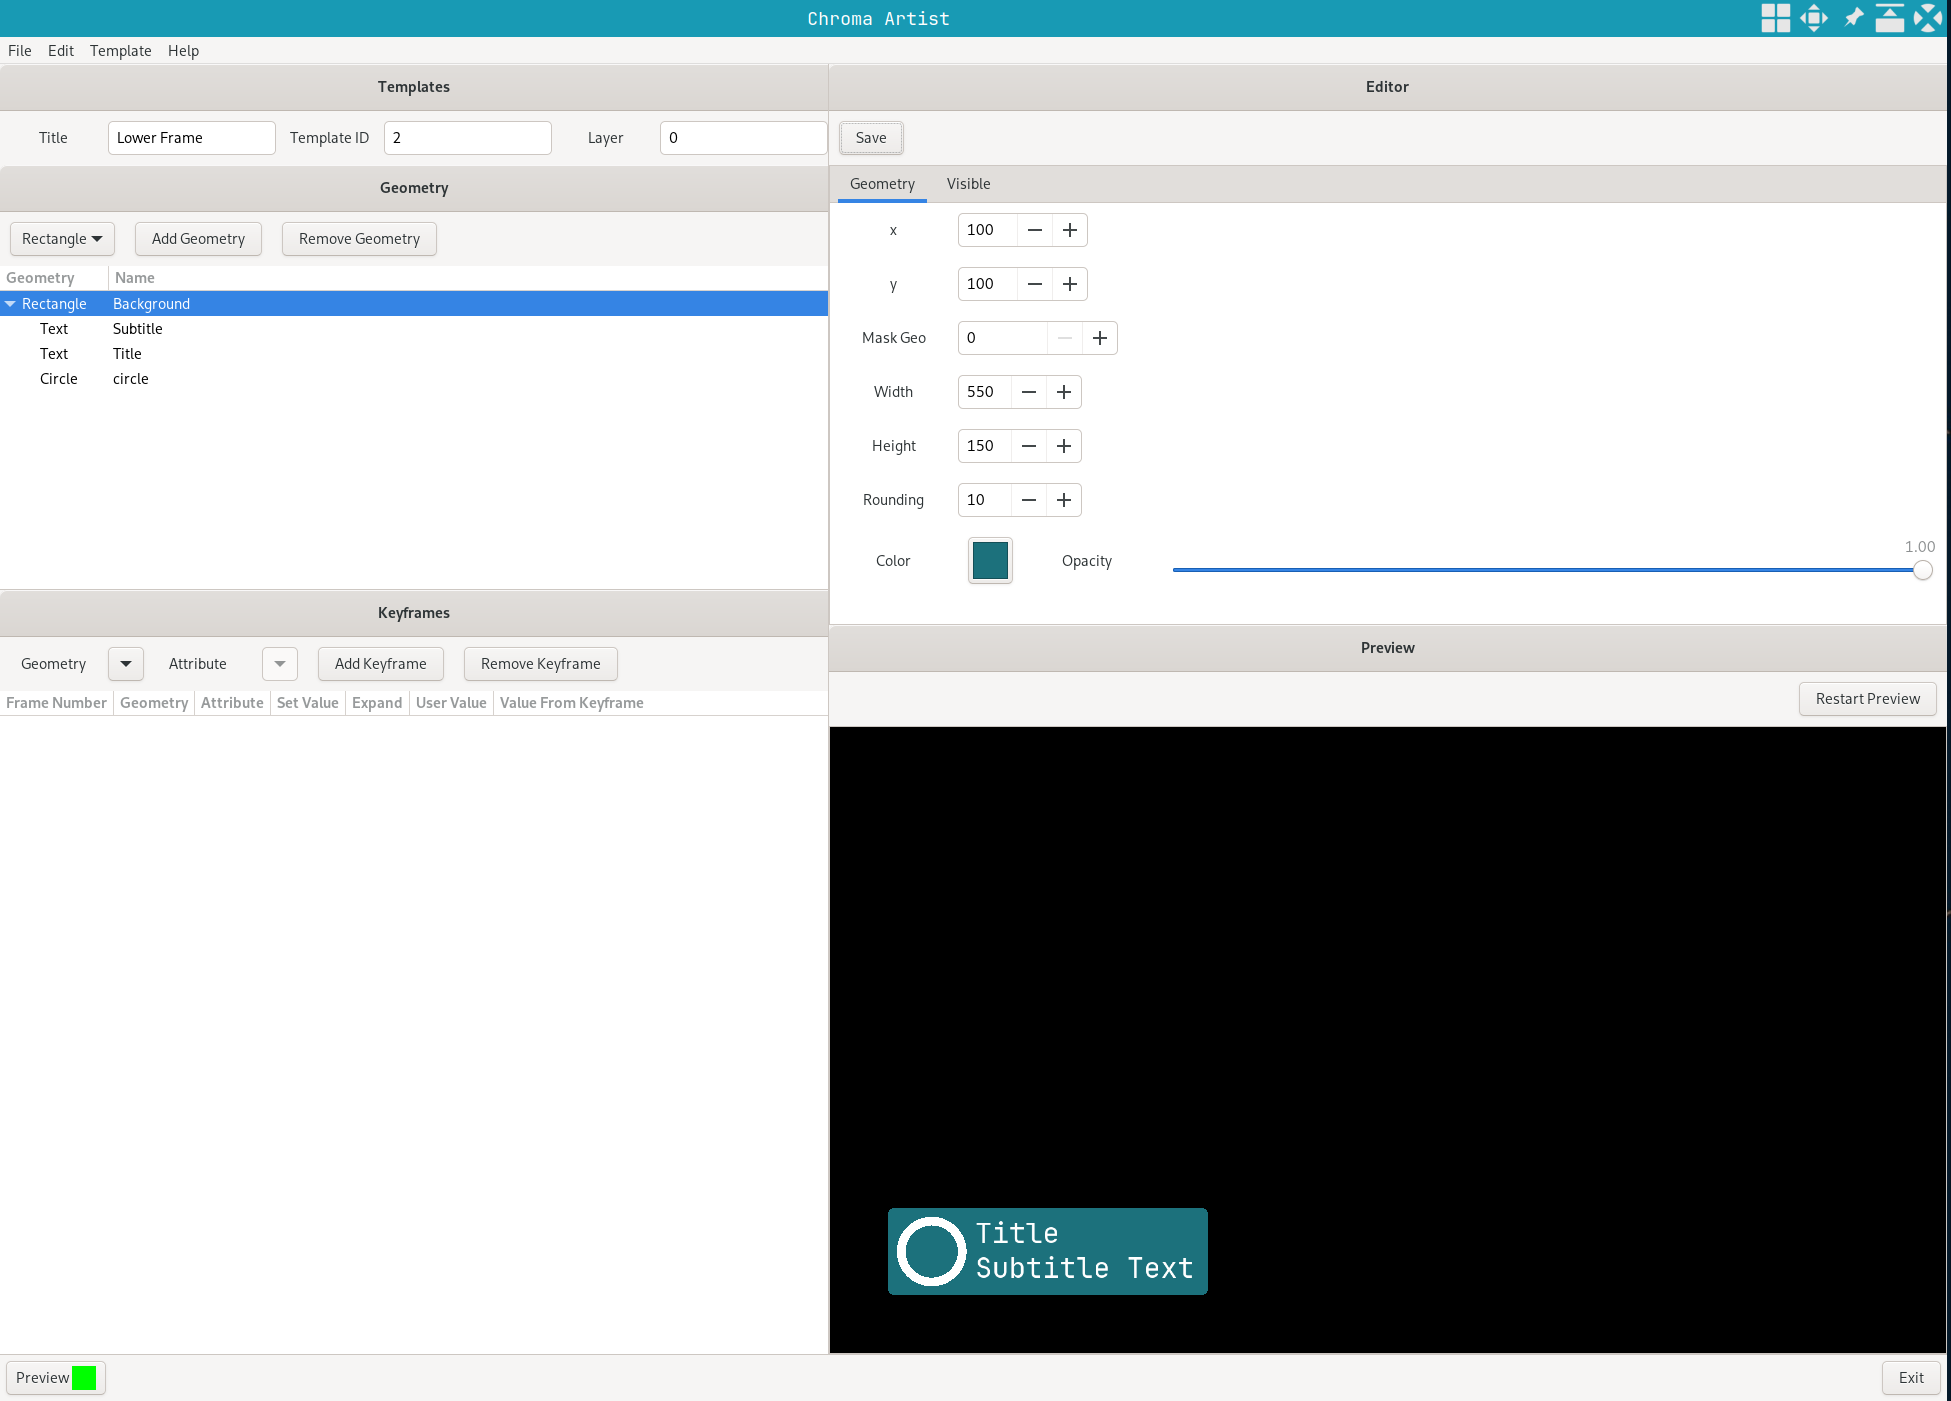 Chroma Artist
File Edit Template Help
Templates
Title Lower Frame Template ID 2 Layer 0
Geometry
Rectangle Add Geometry Remove Geometry
Geometry Name
Rectangle Background
Text Subtitle
Text Title
Circle circle
Keyframes
Geometry Attribute Add Keyframe Remove Keyframe
Frame Number Geometry Attribute Set Value Expand User Value Value From Keyframe
Editor
Save
Geometry Visible
x 100
y 100
Mask Geo 0
Width 550
Height 150
Rounding 10
Color Opacity 1.00
Preview
Restart Preview
Title
Subtitle Text
Preview Exit